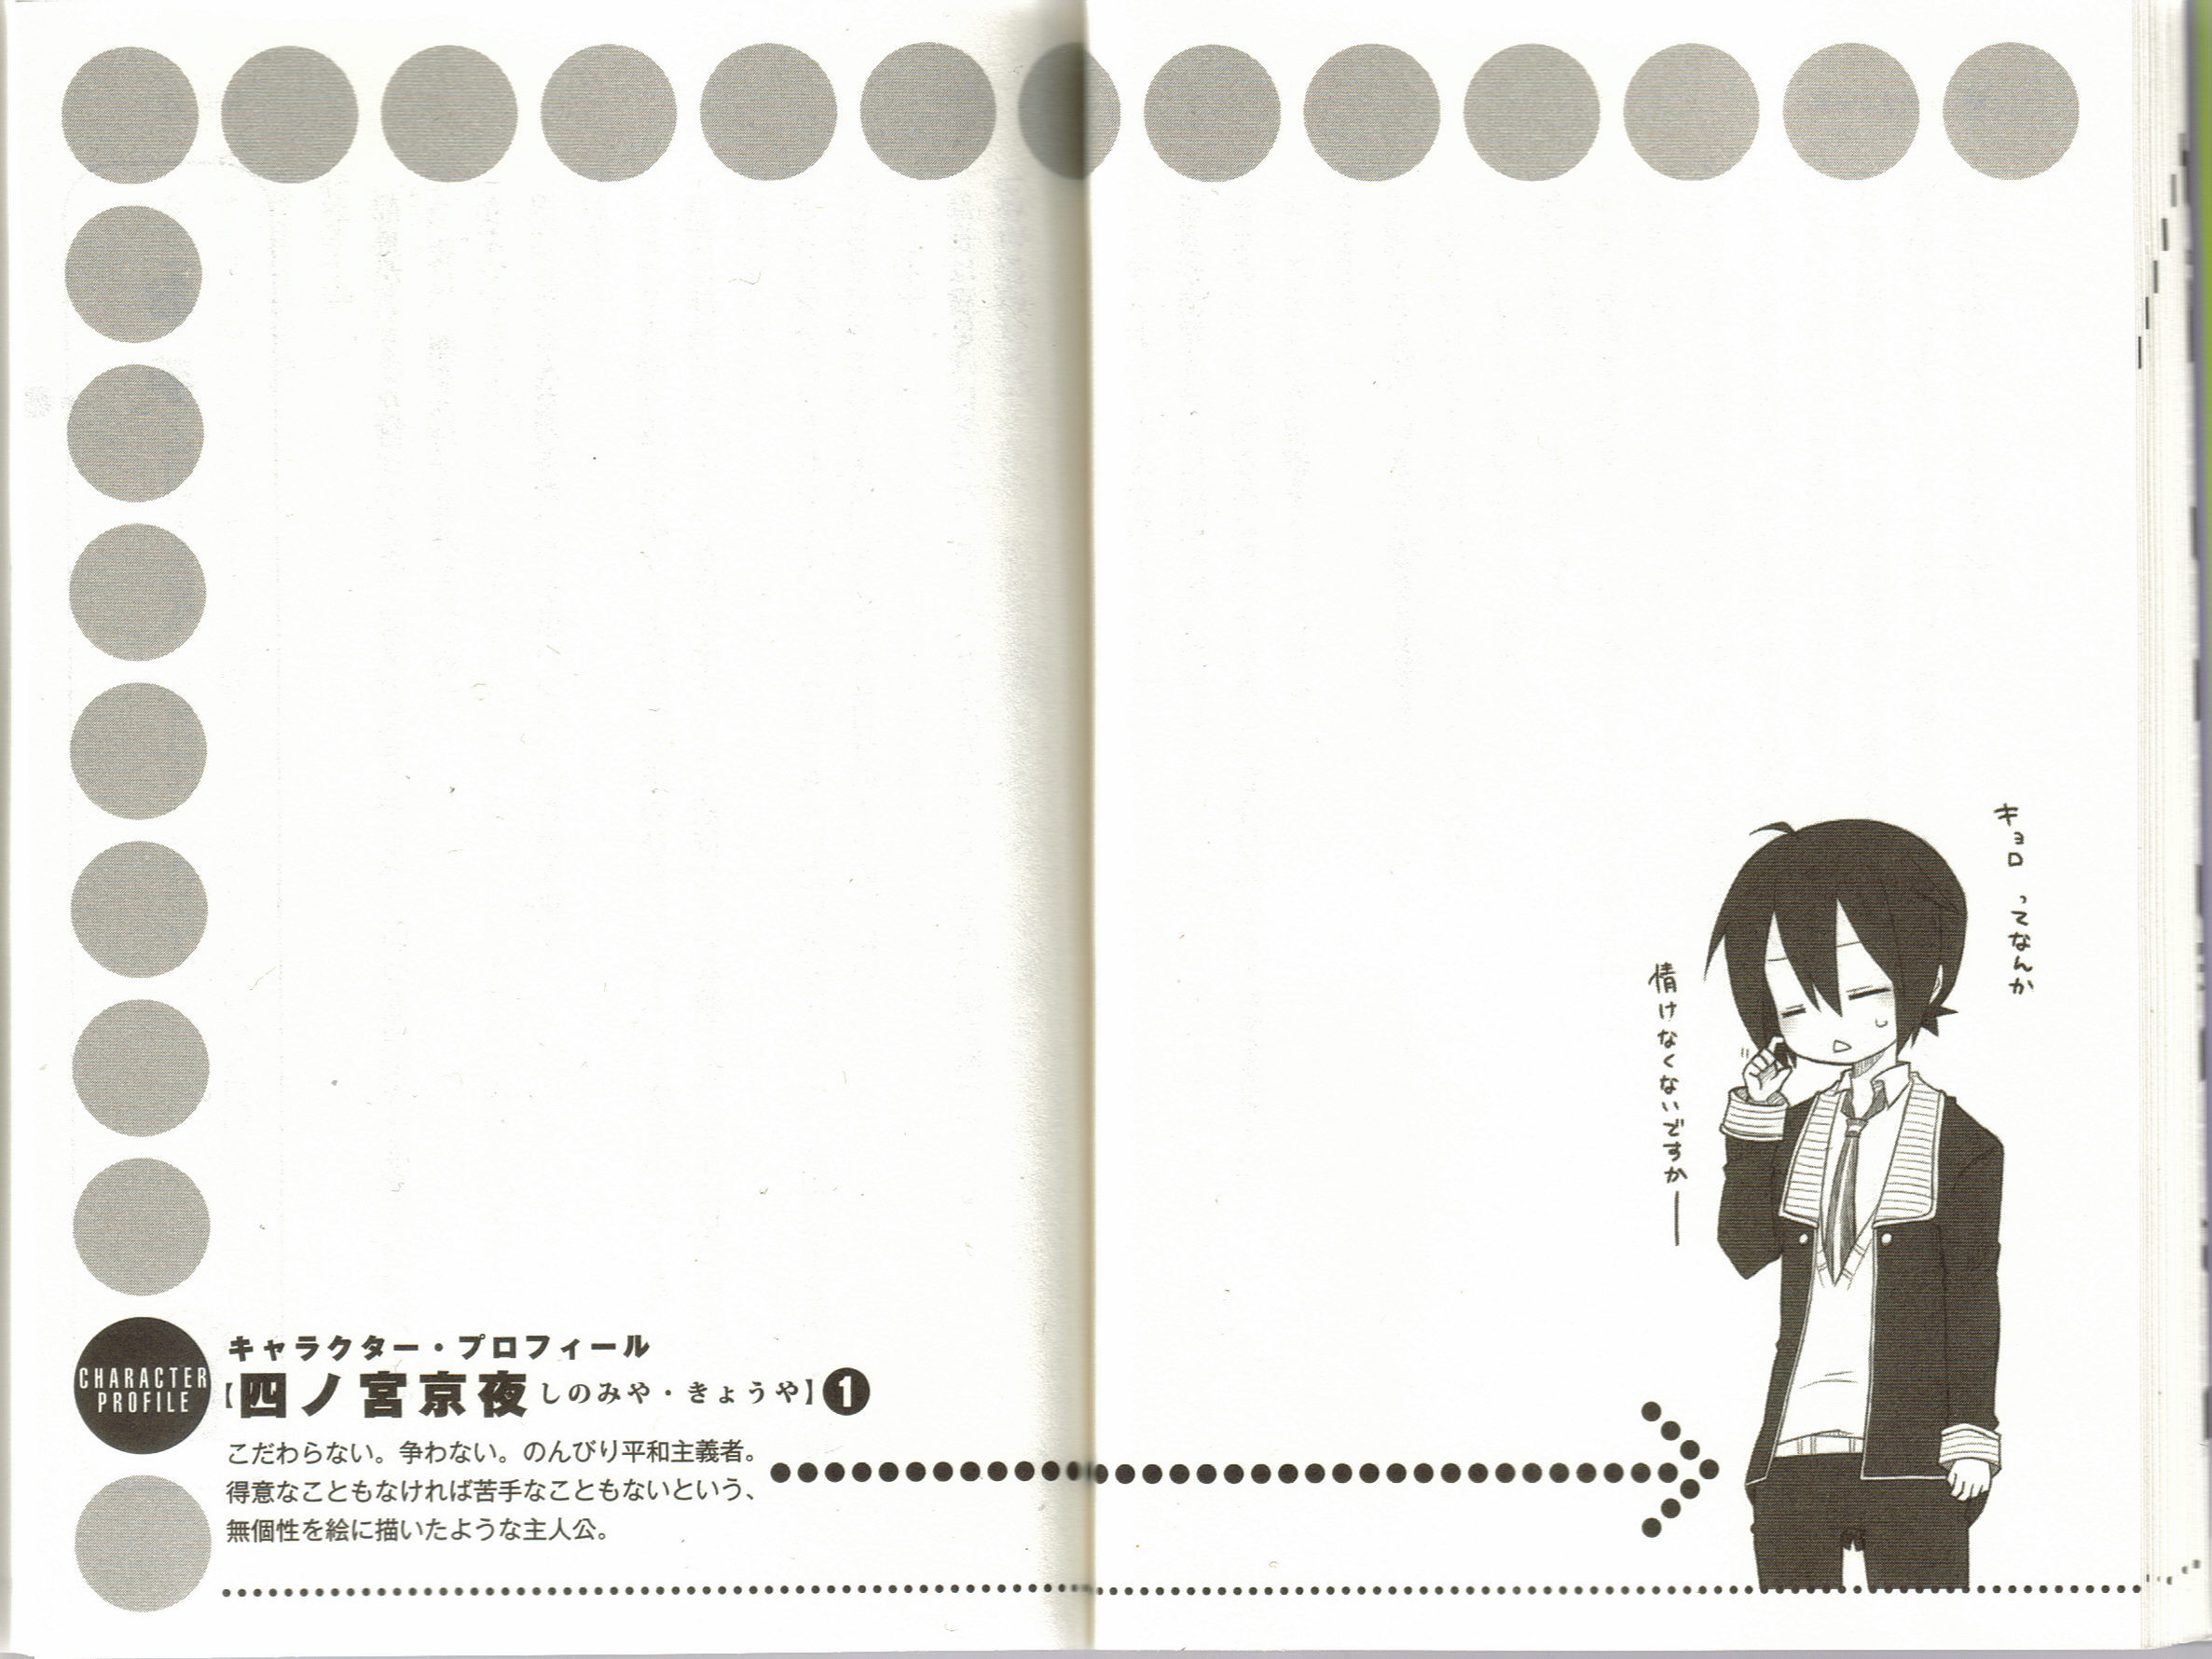 CHARACTER
PROFILE
キャラクター・プロフィール
【四ノ宮京夜 しのみや・きょうや】❶
こだわらない。争わない。のんびり平和主義者。
得意なこともなければ苦手なこともないという、
無個性を絵に描いたような主人公。
キョロ ってなんか
情けなくないですかー